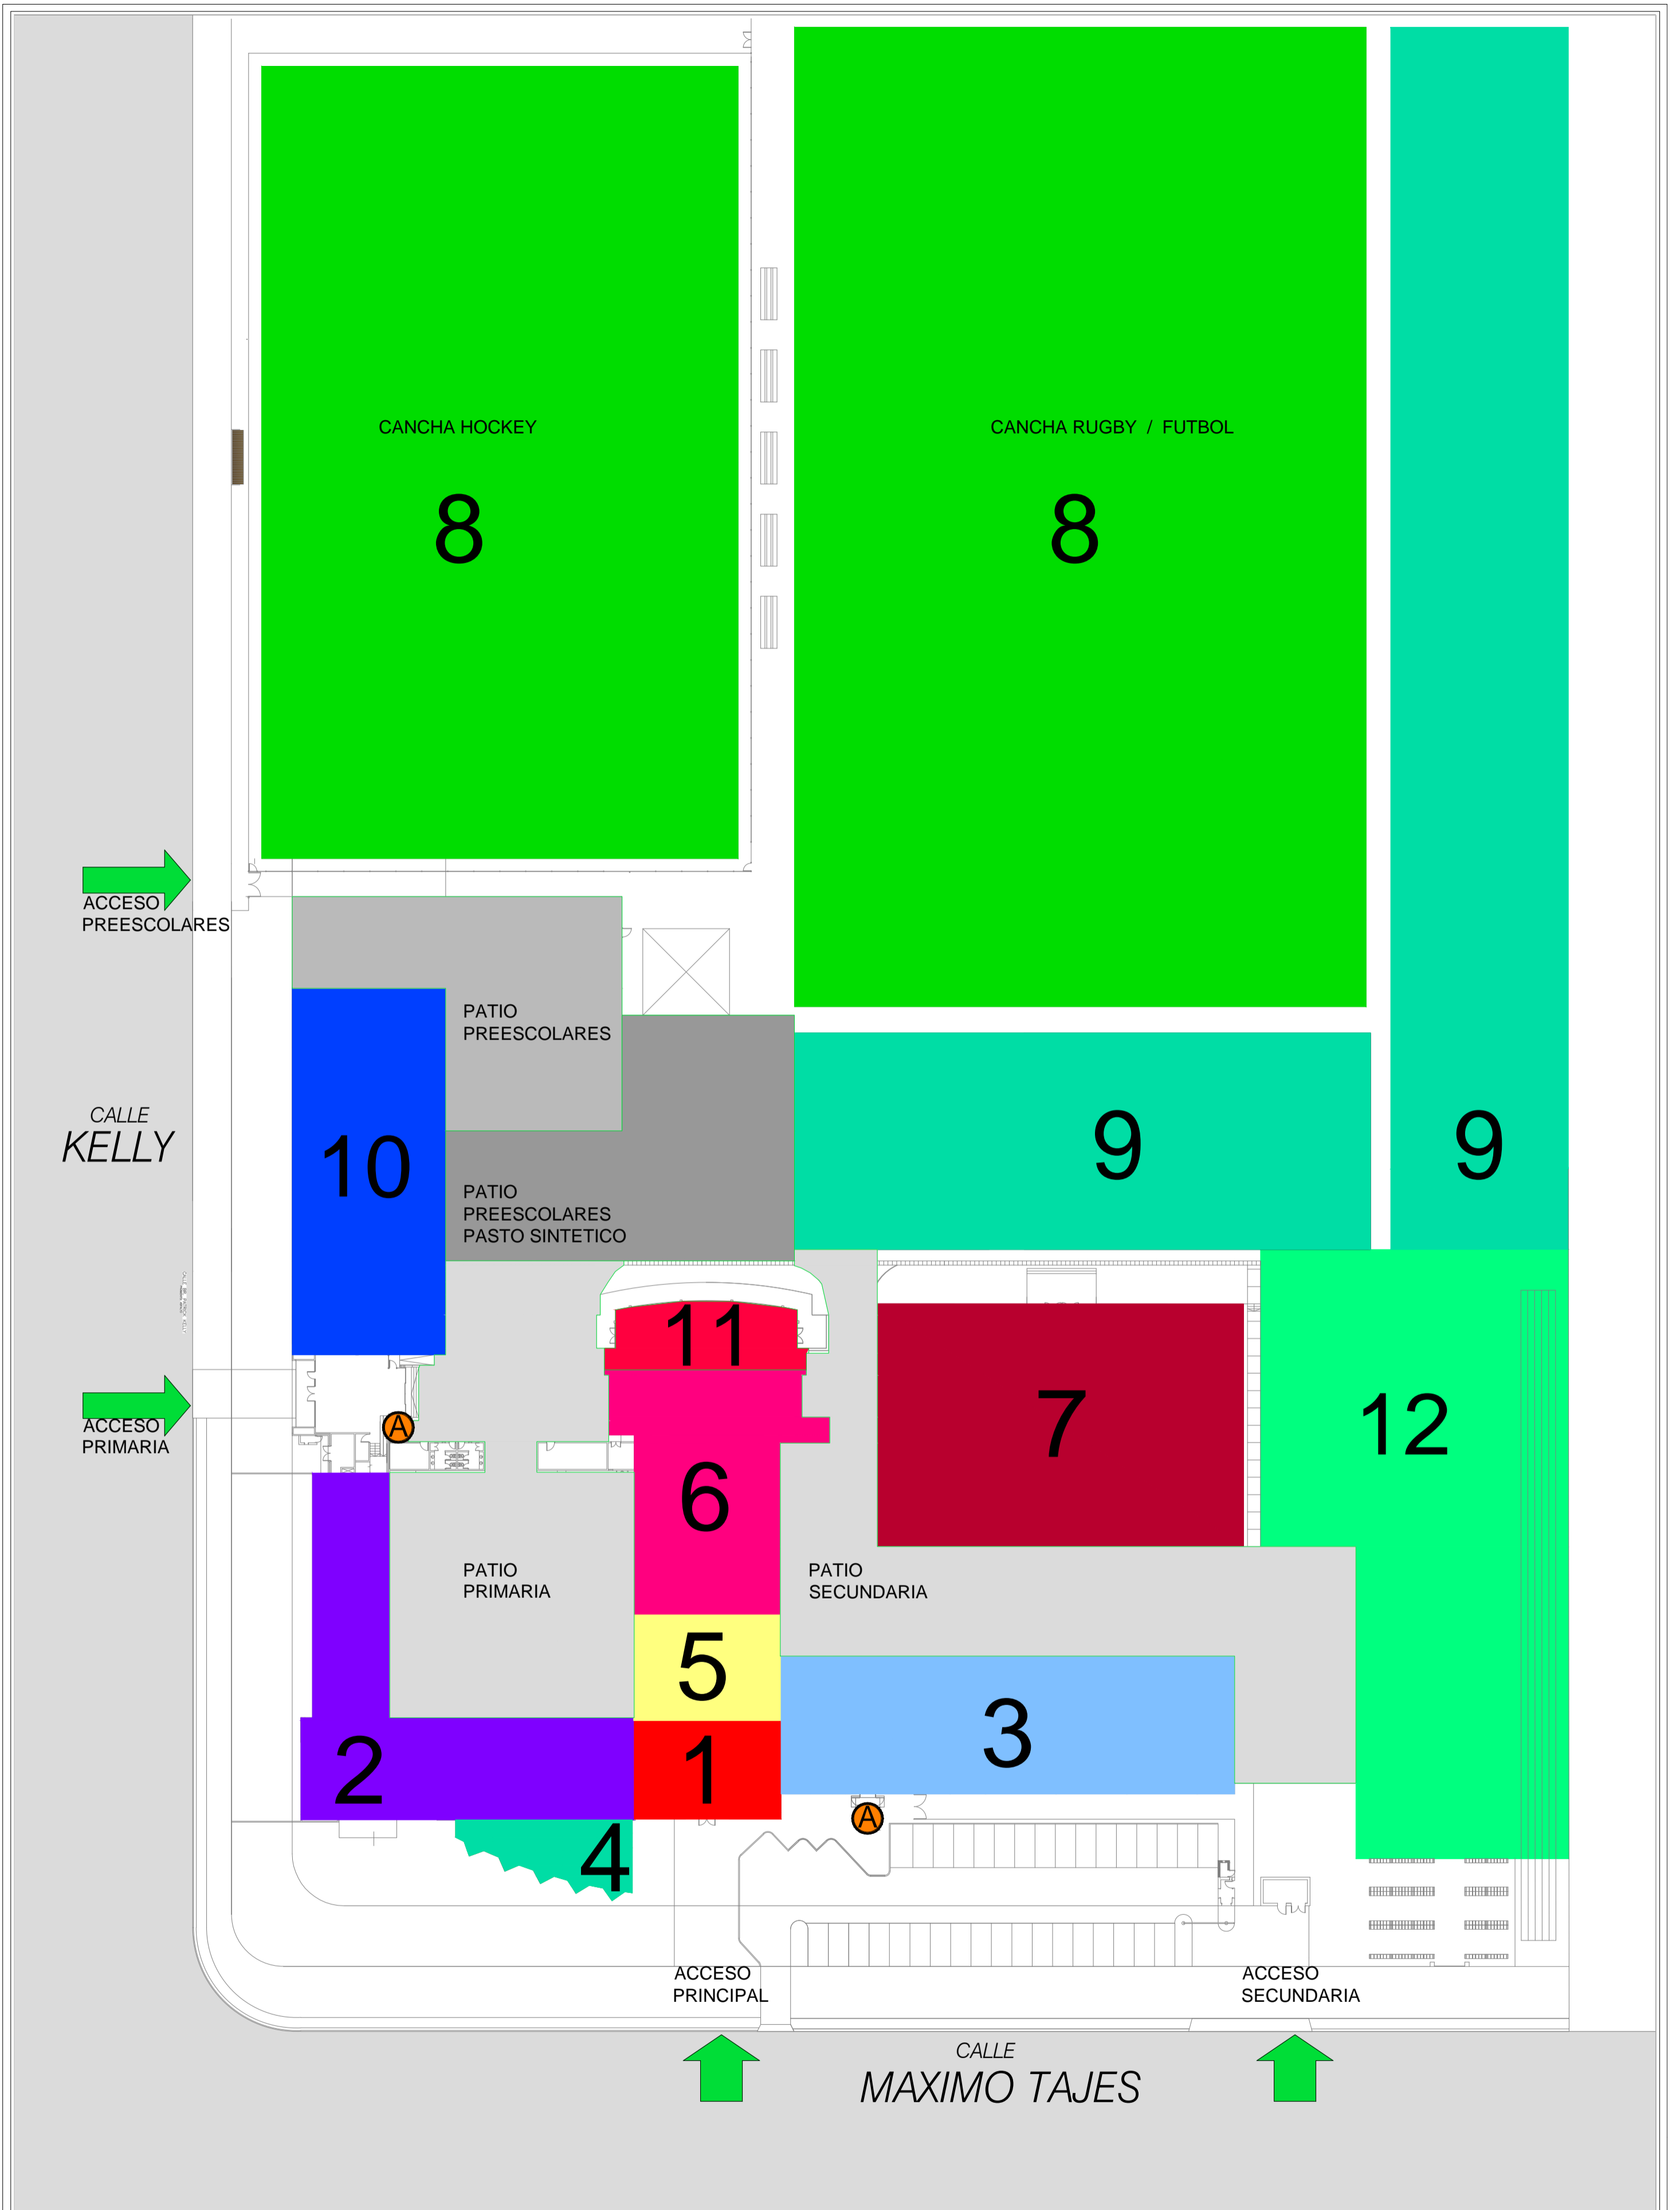 CANCHA HOCKEY
8
CANCHA RUGBY / FUTBOL
8
ACCESO
PREESCOLARES
PATIO
PREESCOLARES
CALLE
KELLY
10
9
9
PATIO
PREESCOLARES
PASTO SINTETICO
11
7
12
ACCESO
PRIMARIA
A
6
PATIO
PRIMARIA
PATIO
SECUNDARIA
5
3
2
1
A
4
ACCESO
PRINCIPAL
ACCESO
SECUNDARIA
CALLE
MAXIMO TAJES